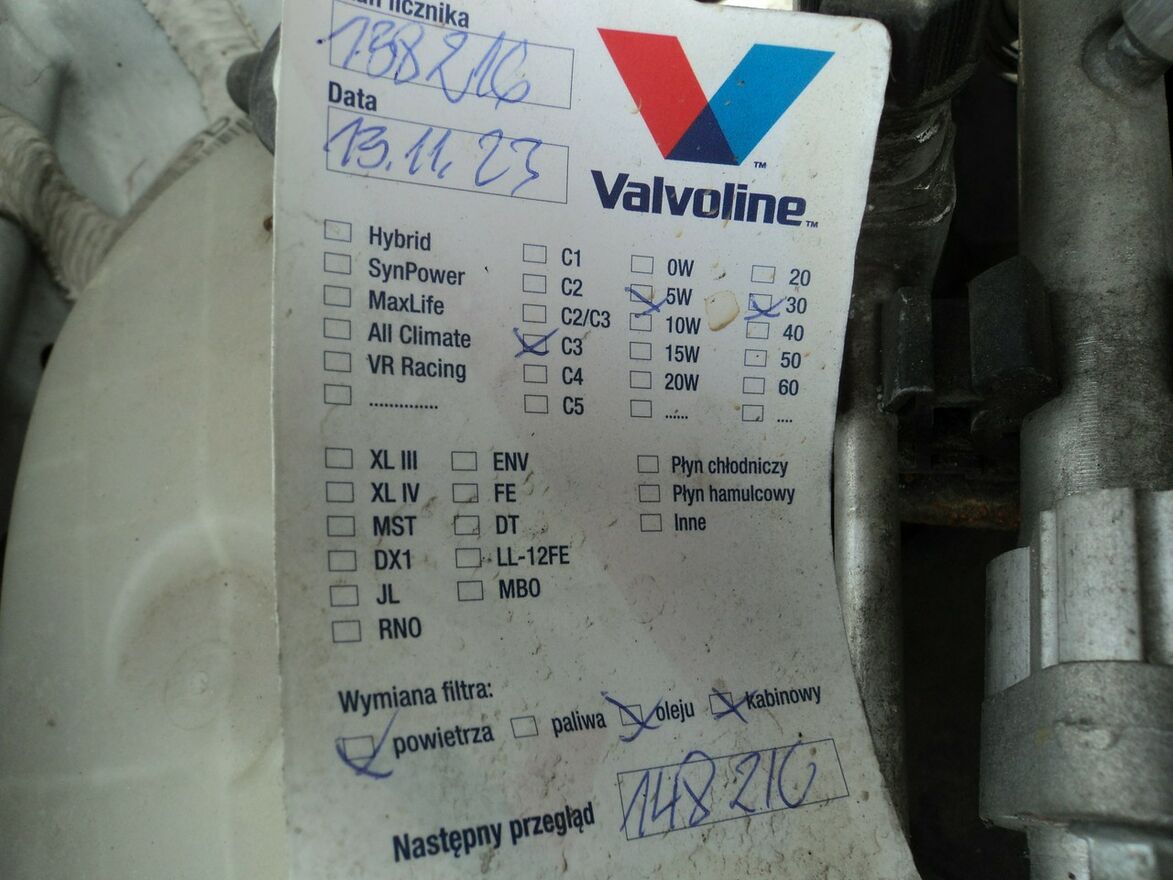 licznika
138216
Data
13.11.23
Valvoline™
Hybrid
SynPower
MaxLife
All Climate
VR Racing
..............
C1
C2
C2/C3
C3
C4
C5
0W
5W
10W
15W
20W
......
20
30
40
50
60
....
XL III
XL IV
MST
DX1
JL
RNO
ENV
FE
DT
LL-12FE
MBO
Płyn chłodniczy
Płyn hamulcowy
Inne
Wymiana filtra:
powietrza paliwa oleju kabinowy
Następny przegląd 148216